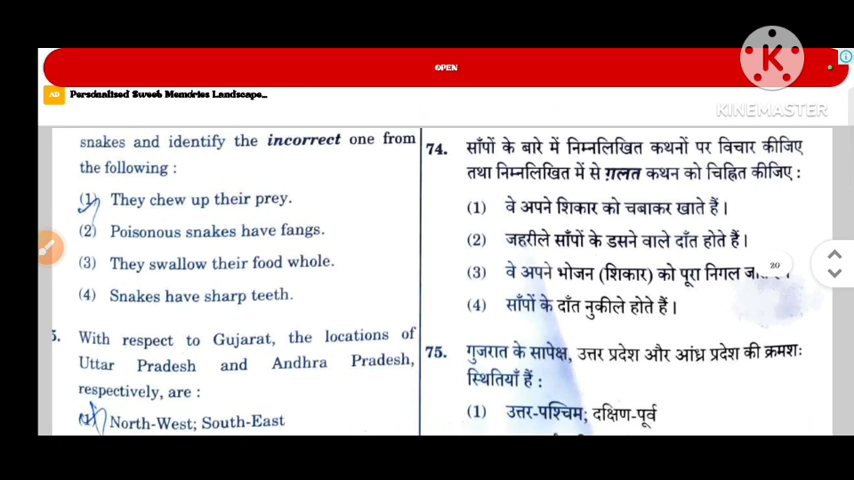 OPEN
AD Personalised Sweet Memories Landscape...
KINEMASTER
snakes and identify the incorrect one from
the following :
(1) They chew up their prey.
(2) Poisonous snakes have fangs.
(3) They swallow their food whole.
(4) Snakes have sharp teeth.
5. With respect to Gujarat, the locations of
Uttar Pradesh and Andhra Pradesh,
respectively, are :
(1) North-West; South-East
74. साँपों के बारे में निम्नलिखित कथनों पर विचार कीजिए
तथा निम्नलिखित में से ग़लत कथन को चिह्नित कीजिए :
(1) वे अपने शिकार को चबाकर खाते हैं।
(2) जहरीले साँपों के डसने वाले दाँत होते हैं।
(3) वे अपने भोजन (शिकार) को पूरा निगल
20
(4) साँपों के दाँत नुकीले होते हैं।
75. गुजरात के सापेक्ष, उत्तर प्रदेश और आंध्र प्रदेश की क्रमशः
स्थितियाँ हैं :
(1) उत्तर-पश्चिम; दक्षिण-पूर्व